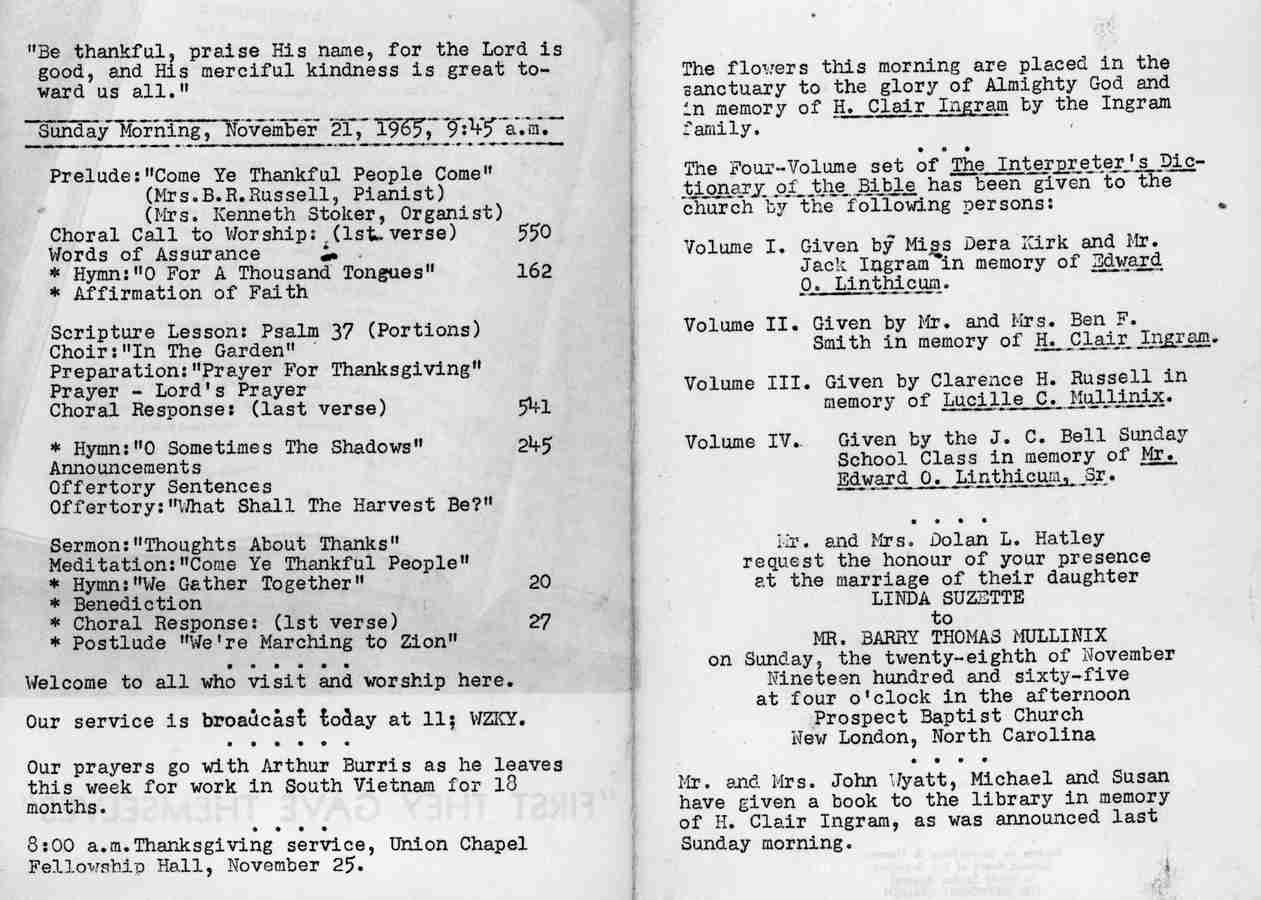 "Be thankful, praise His name, for the Lord is
good, and His merciful kindness is great to-
ward us all."
Sunday Morning, November 21, 1965, 9:45 a.m.
Prelude:"Come Ye Thankful People Come"
(Mrs.B.R.Russell, Pianist)
(Mrs. Kenneth Stoker, Organist)
Choral Call to Worship: (1st verse) 550
Words of Assurance
* Hymn:"O For A Thousand Tongues" 162
* Affirmation of Faith
Scripture Lesson: Psalm 37 (Portions)
Choir:"In The Garden"
Preparation:"Prayer For Thanksgiving"
Prayer - Lord's Prayer
Choral Response: (last verse) 541
* Hymn:"O Sometimes The Shadows" 245
Announcements
Offertory Sentences
Offertory:"What Shall The Harvest Be?"
Sermon:"Thoughts About Thanks"
Meditation:"Come Ye Thankful People"
* Hymn:"We Gather Together" 20
* Benediction
* Choral Response: (1st verse) 27
* Postlude "We're Marching to Zion"
. . . . . .
Welcome to all who visit and worship here.
. . . . .
Our service is broadcast today at 11; WZKY.
. . . . . .
Our prayers go with Arthur Burris as he leaves
this week for work in South Vietnam for 18
months.
. . . .
8:00 a.m.Thanksgiving service, Union Chapel
Fellowship Hall, November 25.
"FIRST THEY GAVE THEMSELVES
The flowers this morning are placed in the
sanctuary to the glory of Almighty God and
in memory of H. Clair Ingram by the Ingram
family.
. . .
The Four-Volume set of The Interpreter's Dic-
tionary of the Bible has been given to the
church by the following persons:
Volume I. Given by Miss Dera Kirk and Mr.
Jack Ingram in memory of Edward
O. Linthicum.
Volume II. Given by Mr. and Mrs. Ben F.
Smith in memory of H. Clair Ingram.
Volume III. Given by Clarence H. Russell in
memory of Lucille C. Mullinix.
Volume IV. Given by the J. C. Bell Sunday
School Class in memory of Mr.
Edward O. Linthicum, Sr.
. . . .
Mr. and Mrs. Dolan L. Hatley
request the honour of your presence
at the marriage of their daughter
LINDA SUZETTE
to
MR. BARRY THOMAS MULLINIX
on Sunday, the twenty-eighth of November
Nineteen hundred and sixty-five
at four o'clock in the afternoon
Prospect Baptist Church
New London, North Carolina
. . . .
Mr. and Mrs. John Wyatt, Michael and Susan
have given a book to the library in memory
of H. Clair Ingram, as was announced last
Sunday morning.